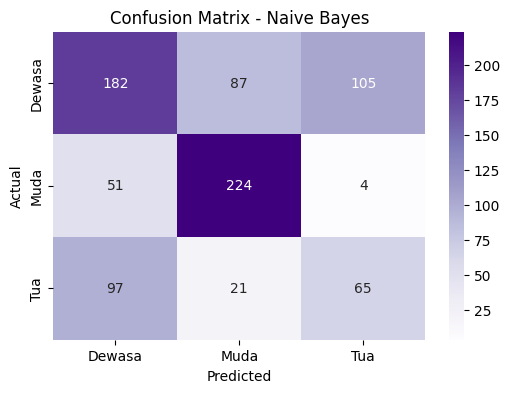 Confusion Matrix - Naive Bayes
Actual
Dewasa 182 87 105
Muda 51 224 4
Tua 97 21 65
Dewasa Muda Tua
Predicted
200
175
150
125
100
75
50
25